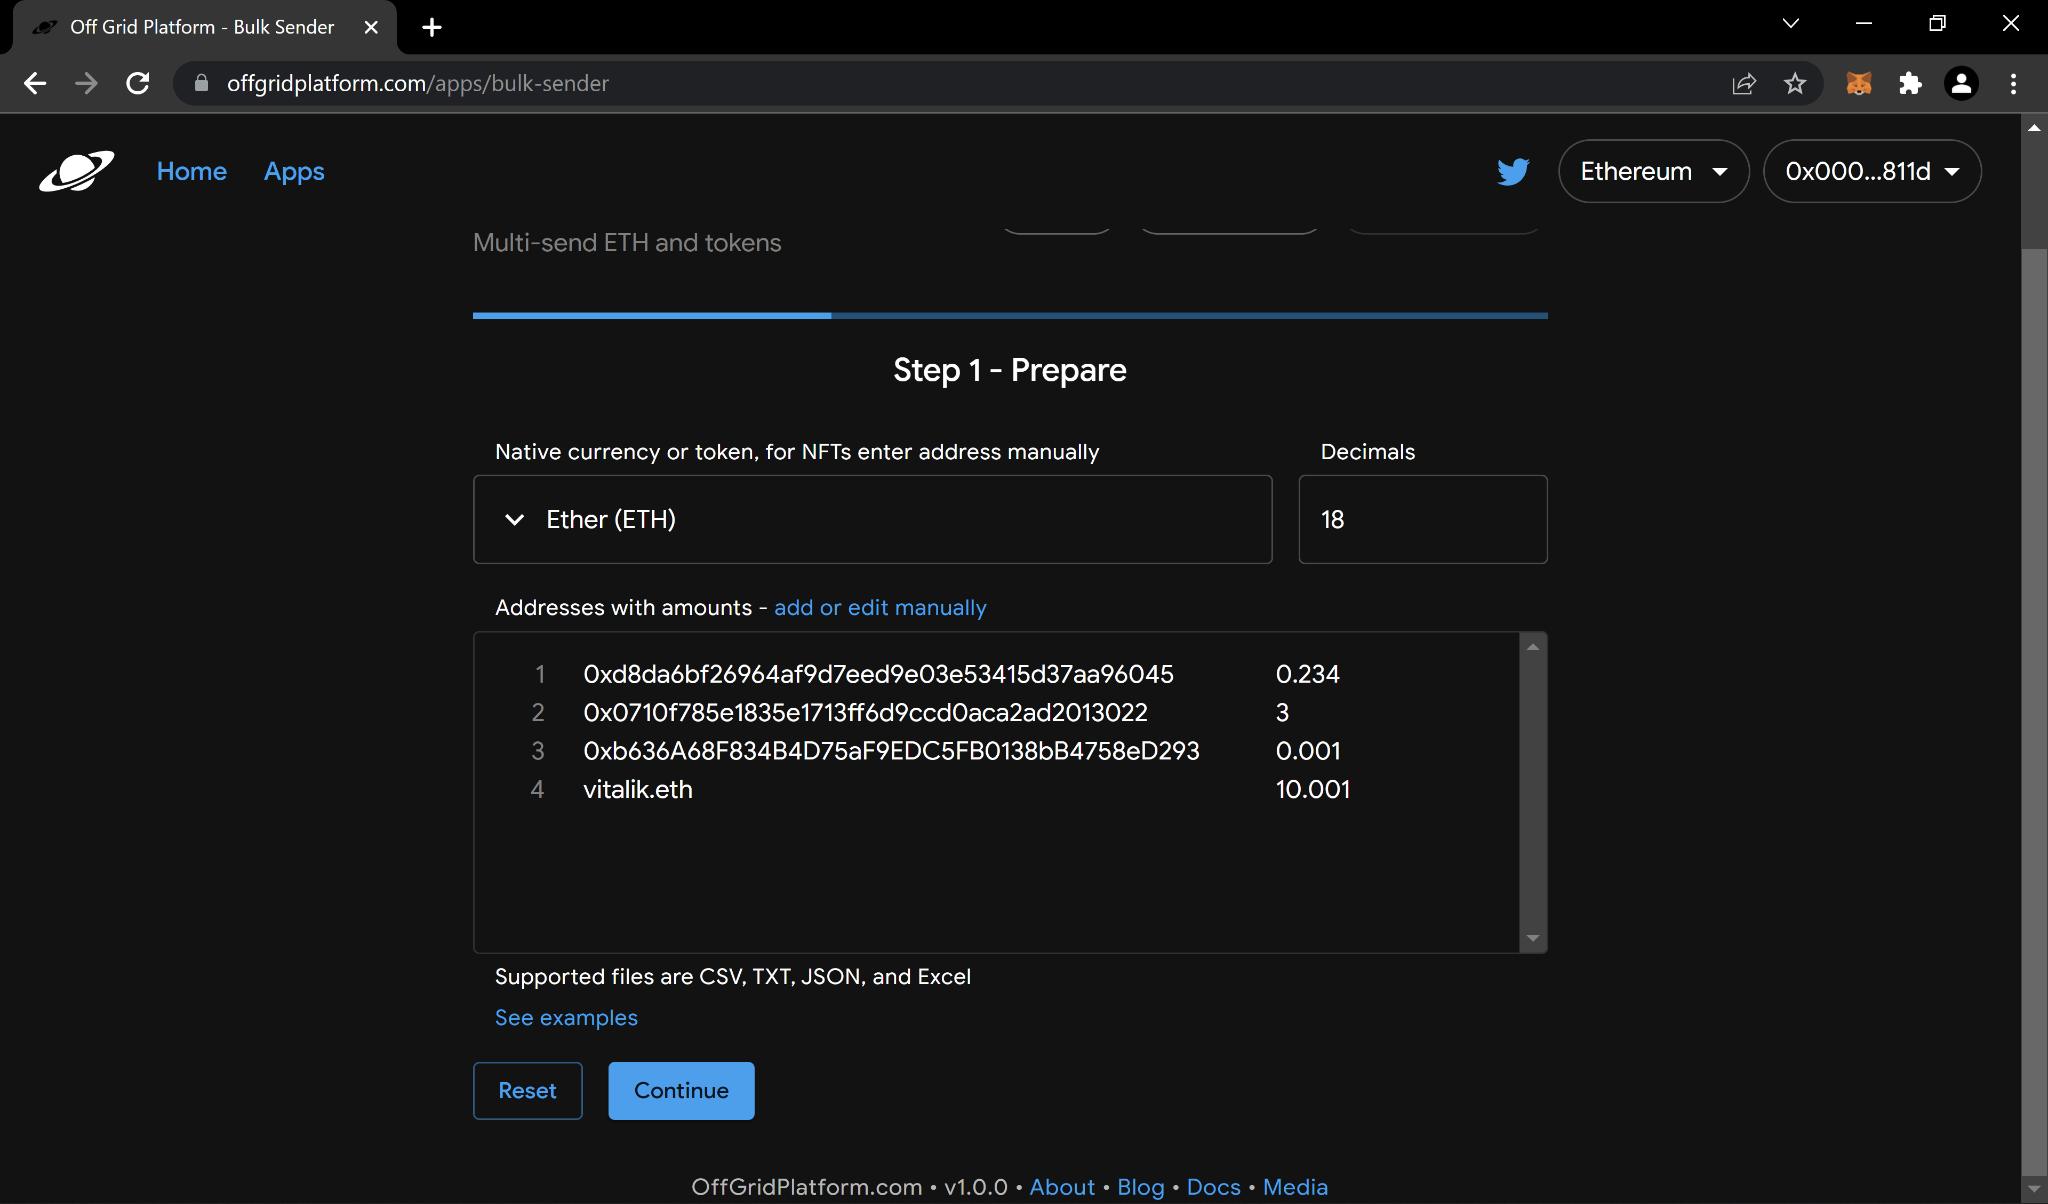 Off Grid Platform - Bulk Sender
offgridplatform.com/apps/bulk-sender
Home Apps Ethereum 0x000...811d
Multi-send ETH and tokens
Step 1 - Prepare
Native currency or token, for NFTs enter address manually Decimals
Ether (ETH) 18
Addresses with amounts - add or edit manually
1 0xd8da6bf26964af9d7eed9e03e53415d37aa96045 0.234
2 0x0710f785e1835e1713ff6d9ccd0aca2ad2013022 3
3 0xb636A68F834B4D75aF9EDC5FB0138bB4758eD293 0.001
4 vitalik.eth 10.001
Supported files are CSV, TXT, JSON, and Excel
See examples
Reset Continue
OffGridPlatform.com • v1.0.0 • About • Blog • Docs • Media